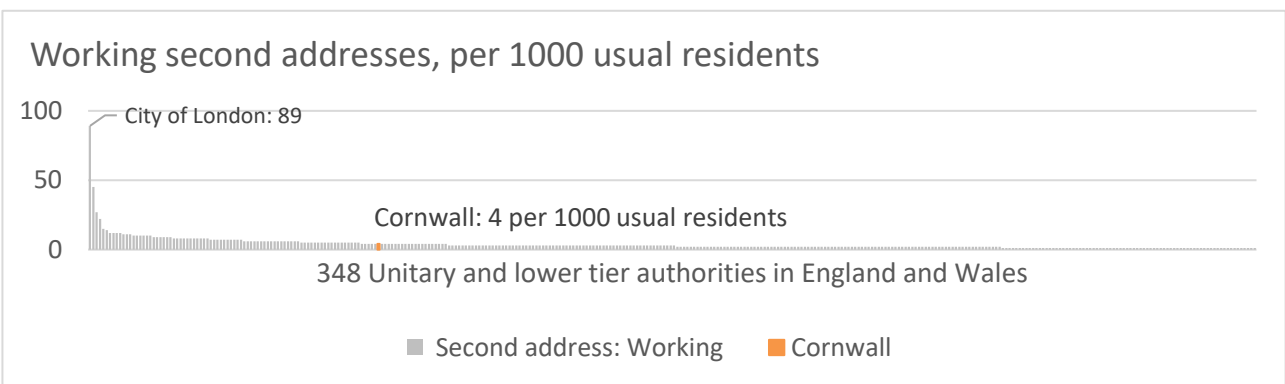 Working second addresses, per 1000 usual residents
100
City of London: 89
50
Cornwall: 4 per 1000 usual residents
0
348 Unitary and lower tier authorities in England and Wales
Second address: Working
Cornwall